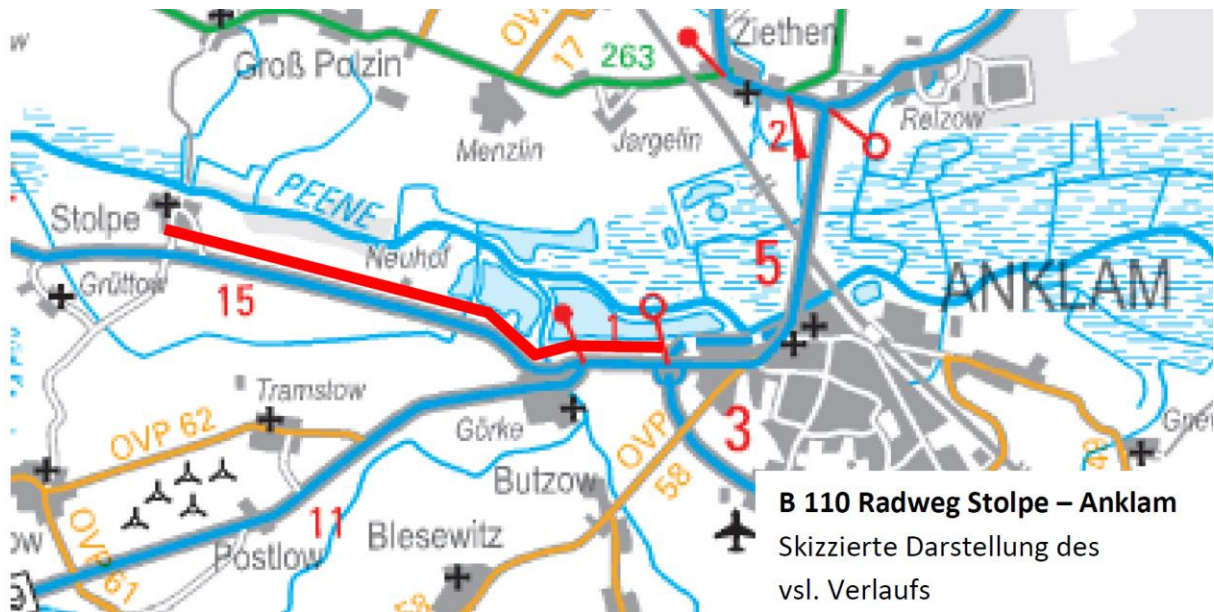 Groß Polzin
OVP
17
263
Ziethen
Menzlin
Jargelin
2
Relzow
PEENE
Stolpe
Neuhof
Grüttow
15
5
1
ANKLAM
Tramstow
OVP 62
Görke
OVP
58
3
Butzow
11
Postlow
OVP 61
Blesewitz
58
B 110 Radweg Stolpe – Anklam
Skizzierte Darstellung des
vsl. Verlaufs